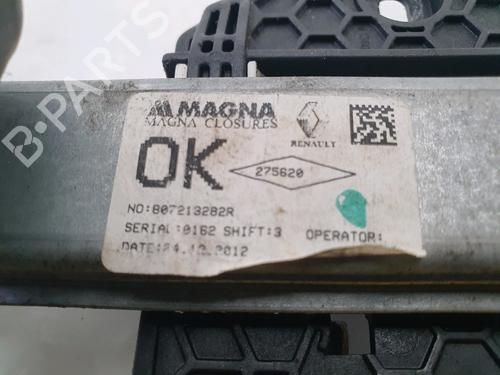 MAGNA
MAGNA CLOSURES
RENAULT
OK
275620
NO:807213282R
SERIAL:0162 SHIFT:3 OPERATOR:
DATE:24.12.2012
B-PARTS